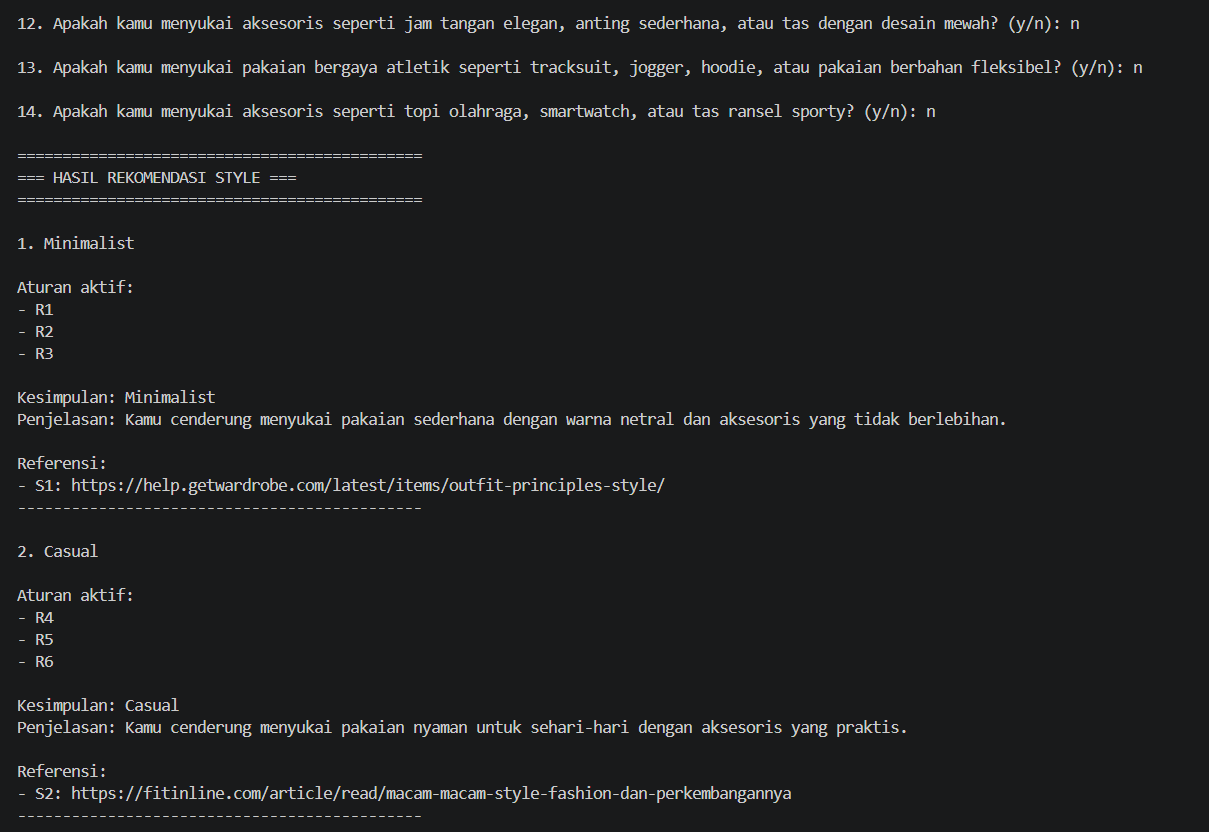 12. Apakah kamu menyukai aksesoris seperti jam tangan elegan, anting sederhana, atau tas dengan desain mewah? (y/n): n
13. Apakah kamu menyukai pakaian bergaya atletik seperti tracksuit, jogger, hoodie, atau pakaian berbahan fleksibel? (y/n): n
14. Apakah kamu menyukai aksesoris seperti topi olahraga, smartwatch, atau tas ransel sporty? (y/n): n
=============================================
=== HASIL REKOMENDASI STYLE ===
=============================================
1. Minimalist
Aturan aktif:
- R1
- R2
- R3
Kesimpulan: Minimalist
Penjelasan: Kamu cenderung menyukai pakaian sederhana dengan warna netral dan aksesoris yang tidak berlebihan.
Referensi:
- S1: https://help.getwardrobe.com/latest/items/outfit-principles-style/
---------------------------------------------
2. Casual
Aturan aktif:
- R4
- R5
- R6
Kesimpulan: Casual
Penjelasan: Kamu cenderung menyukai pakaian nyaman untuk sehari-hari dengan aksesoris yang praktis.
Referensi:
- S2: https://fitinline.com/article/read/macam-macam-style-fashion-dan-perkembangannya
---------------------------------------------